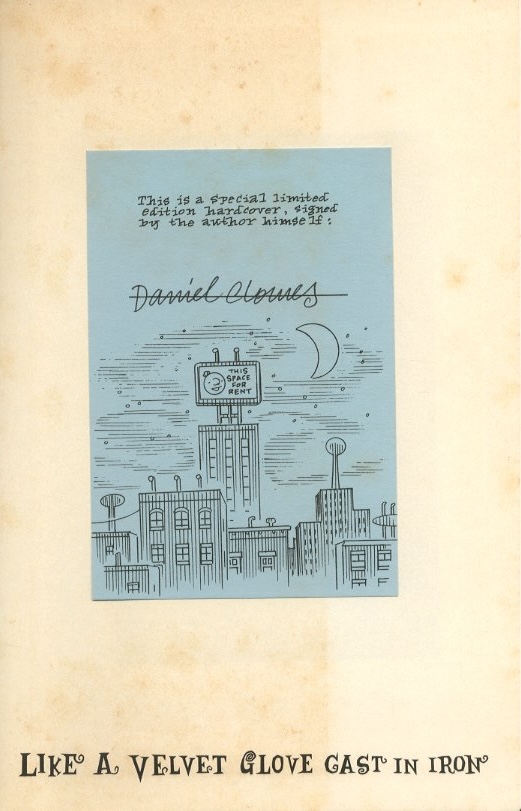 This is a special limited
edition hardcover, signed
by the author himself:
Daniel Clowes
THIS
SPACE
FOR
RENT
LIKE A VELVET GLOVE CAST IN IRON